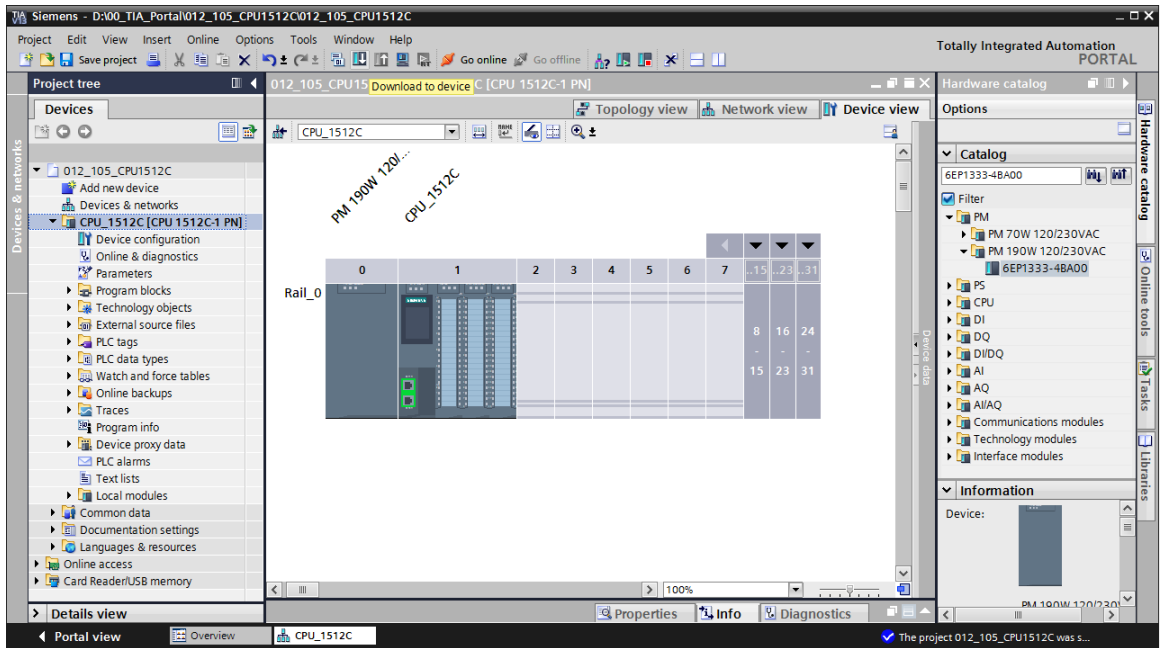 Siemens - D:\00_TIA_Portal\012_105_CPU1512C\012_105_CPU1512C
Project Edit View Insert Online Options Tools Window Help
Totally Integrated Automation
PORTAL
Save project
Go online
Go offline
Project tree
012_105_CPU15
Download to device
C [CPU 1512C-1 PN]
Hardware catalog
Devices
Topology view
Network view
Device view
Options
CPU_1512C
Devices & networks
012_105_CPU1512C
Add new device
Devices & networks
CPU_1512C [CPU 1512C-1 PN]
Device configuration
Online & diagnostics
Parameters
Program blocks
Technology objects
External source files
PLC tags
PLC data types
Watch and force tables
Online backups
Traces
Program info
Device proxy data
PLC alarms
Text lists
Local modules
Common data
Documentation settings
Languages & resources
Online access
Card Reader/USB memory
Details view
PM 190W 120/...
CPU_1512C
0 1 2 3 4 5 6 7 ..15 ..23 ..31
Rail_0
8 16 24
- - -
15 23 31
SIEMENS
Device data
100%
Properties
Info
Diagnostics
Catalog
6EP1333-4BA00
Filter
PM
PM 70W 120/230VAC
PM 190W 120/230VAC
6EP1333-4BA00
PS
CPU
DI
DQ
DI/DQ
AI
AQ
AI/AQ
Communications modules
Technology modules
Interface modules
Information
Device:
PM 190W 120/230V
Hardware catalog
Online tools
Tasks
Libraries
Portal view
Overview
CPU_1512C
The project 012_105_CPU1512C was s...